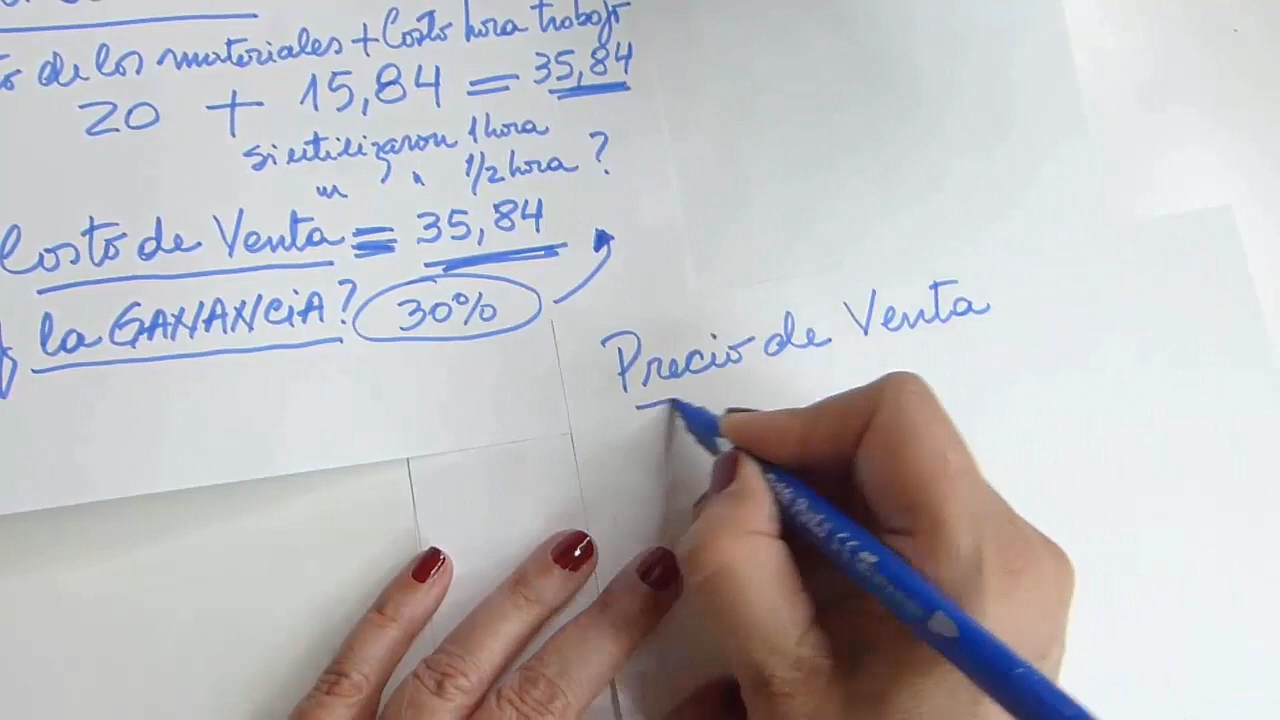 de los materiales + Costo hora trabajo
20 + 15,84 = 35,84
si utilizaron 1 hora
" " " 1/2 hora ?
Costo de Venta = 35,84
la GANANCIA? 30%
Precio de Venta